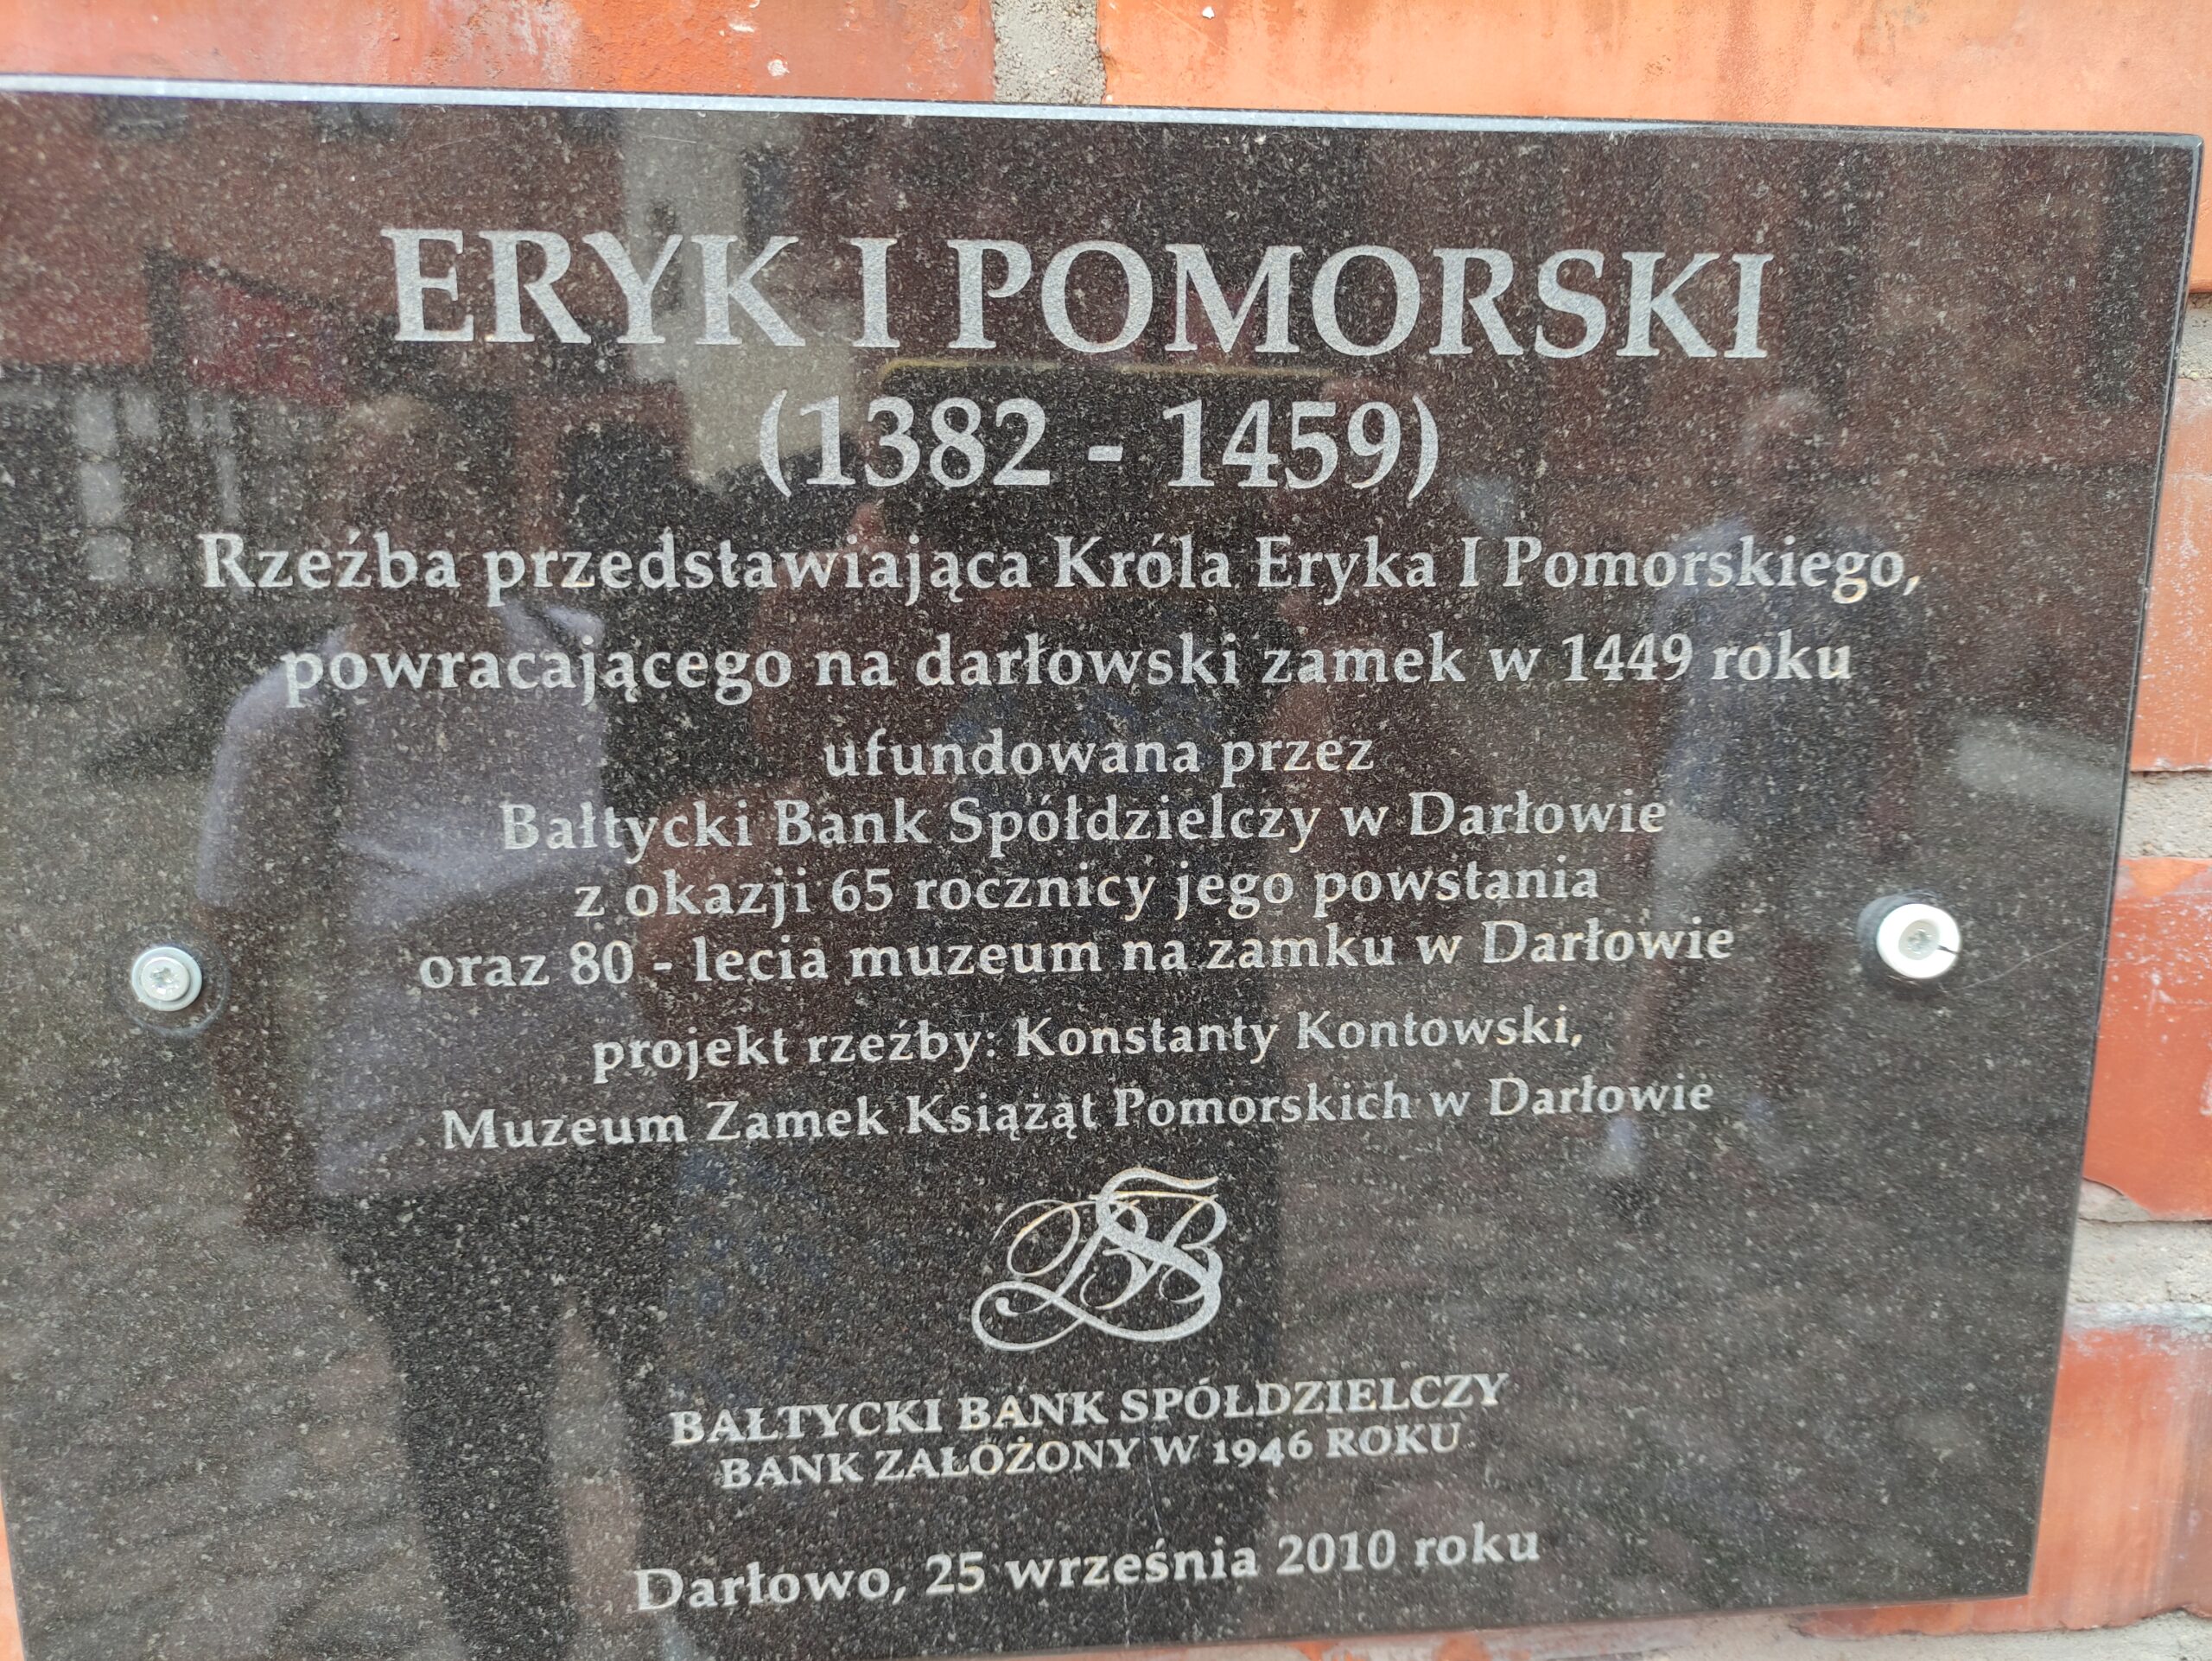 ERYK I POMORSKI
(1382 - 1459)
Rzeźba przedstawiająca Króla Eryka I Pomorskiego,
powracającego na darłowski zamek w 1449 roku
ufundowana przez
Bałtycki Bank Spółdzielczy w Darłowie
z okazji 65 rocznicy jego powstania
oraz 80 - lecia muzeum na zamku w Darłowie
projekt rzeźby: Konstanty Kontowski,
Muzeum Zamek Książąt Pomorskich w Darłowie
BBS
BAŁTYCKI BANK SPÓŁDZIELCZY
BANK ZAŁOŻONY W 1946 ROKU
Darłowo, 25 września 2010 roku